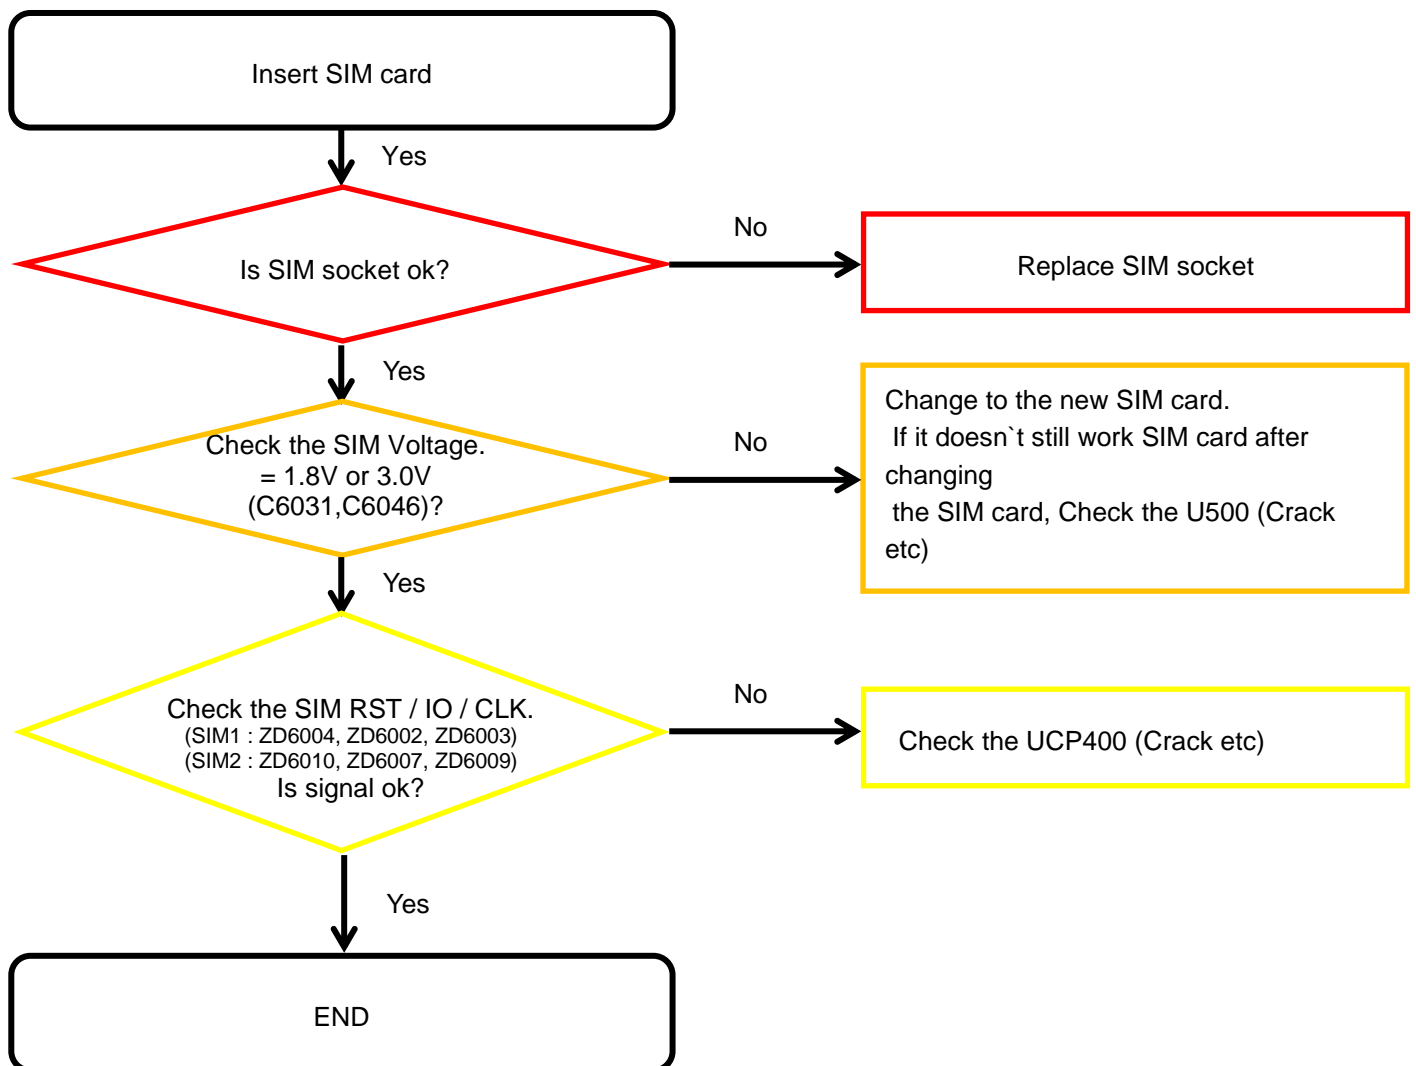 Insert SIM card
Yes
Is SIM socket ok?
No
Replace SIM socket
Yes
Check the SIM Voltage.
= 1.8V or 3.0V
(C6031,C6046)?
No
Change to the new SIM card.
If it doesn`t still work SIM card after
changing
the SIM card, Check the U500 (Crack
etc)
Yes
Check the SIM RST / IO / CLK.
(SIM1 : ZD6004, ZD6002, ZD6003)
(SIM2 : ZD6010, ZD6007, ZD6009)
Is signal ok?
No
Check the UCP400 (Crack etc)
Yes
END